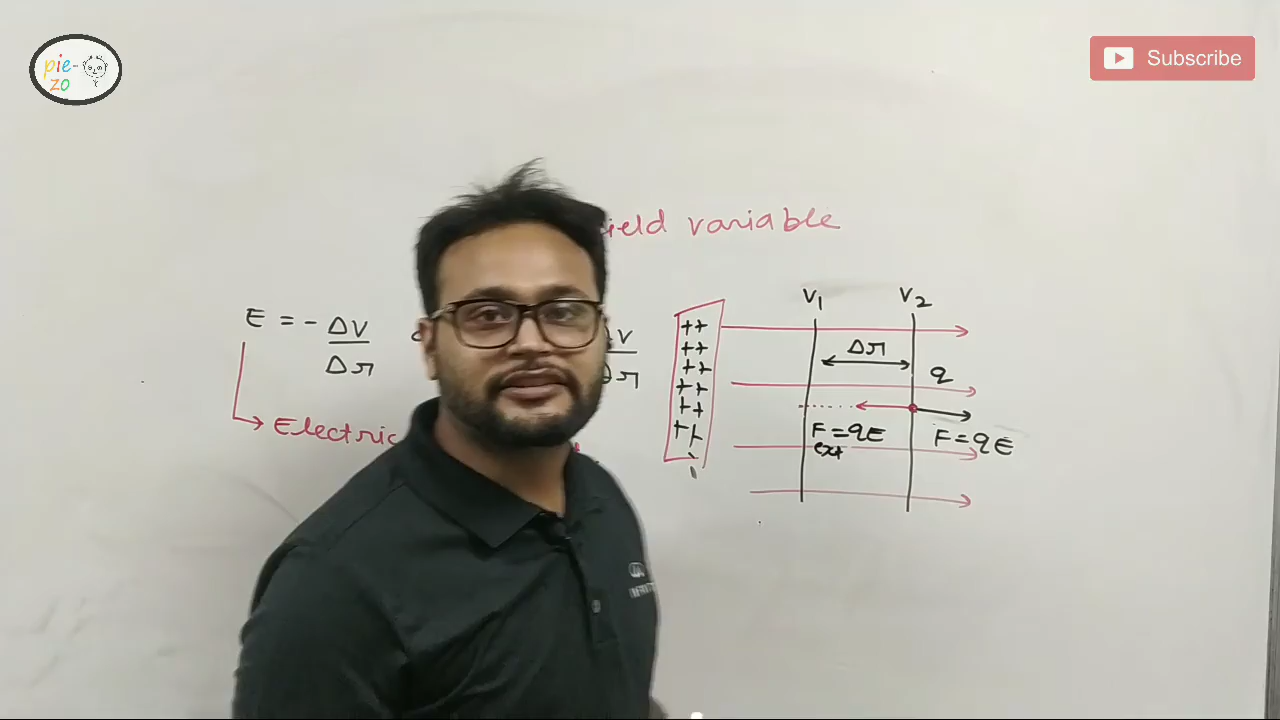 pie-
zo
Subscribe
ield variable
E = - ΔV
Δr
V
r
Electric
++
++
++
++
++
++
V1 V2
Δr
q
F = qE
ext
F = qE